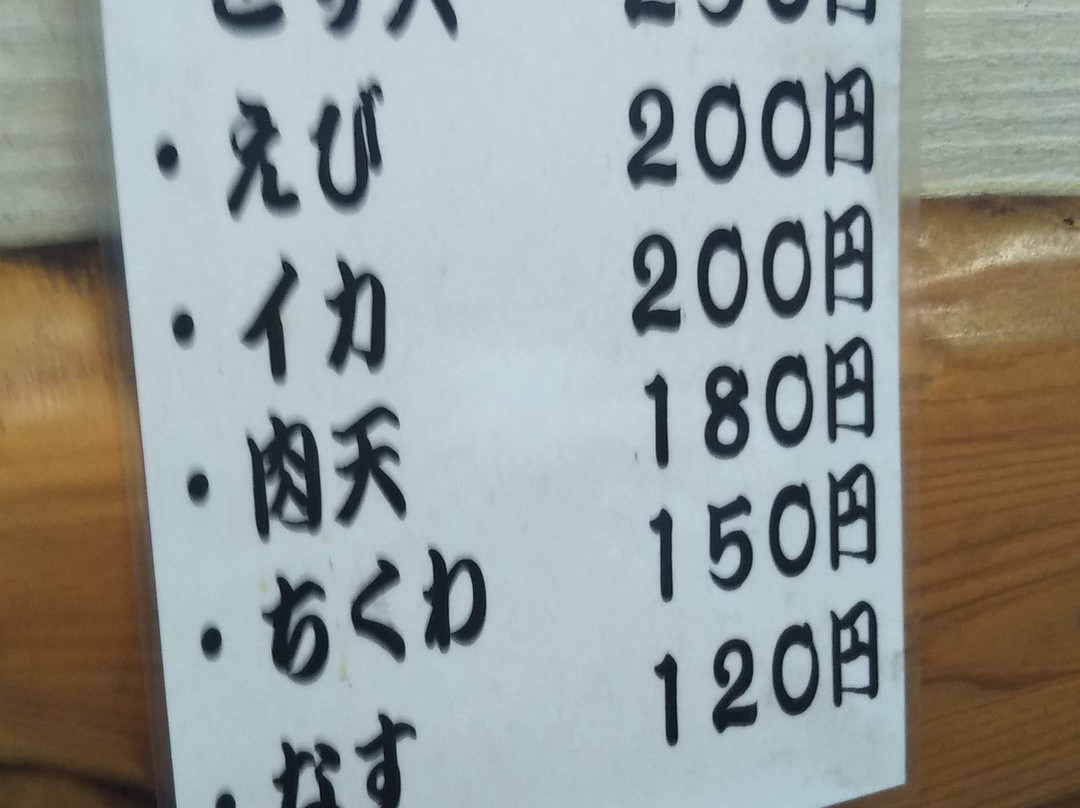 ・えび 200円
・イカ 200円
・肉天 180円
・ちくわ 150円
・なす 120円